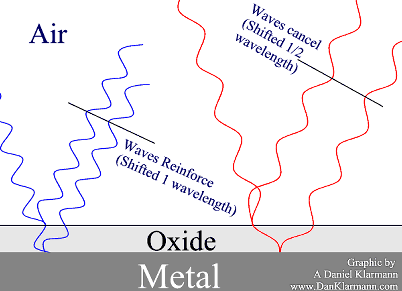 Air
Waves cancel
(Shifted 1/2
wavelength)
Waves Reinforce
(Shifted 1 wavelength)
Oxide
Metal
Graphic by
A Daniel Klarmann
www.DanKlarmann.com